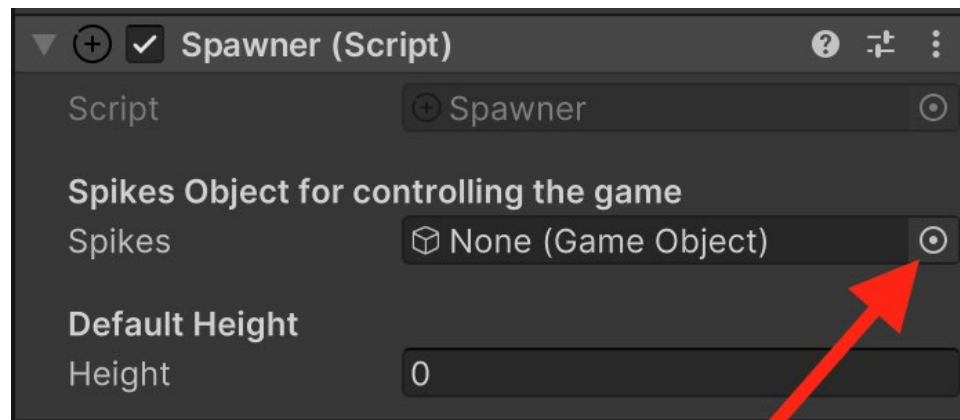 Spawner (Script)
Script Spawner
Spikes Object for controlling the game
Spikes None (Game Object)
Default Height
Height 0